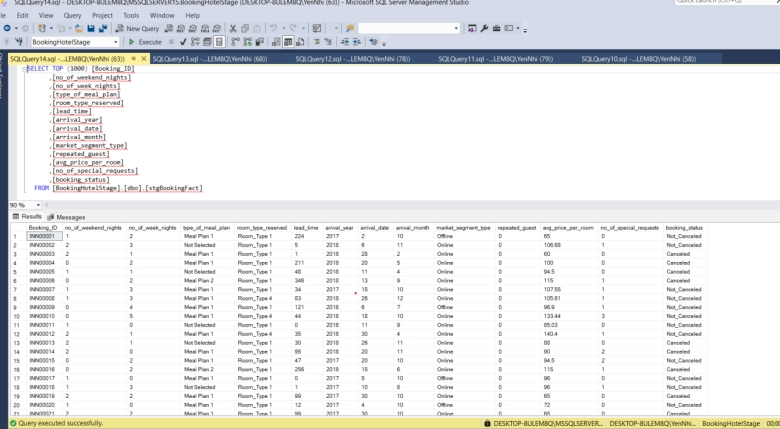 SQLQuery14.sql - DESKTOP-BULEM8Q\MSSQLSERVER15.BookingHotelStage (DESKTOP-BULEM8Q\YenNhi (63)) - Microsoft SQL Server Management Studio
Quick Launch (Ctrl+Q)
Edit View Query Project Tools Window Help
New Query
BookingHotelStage Execute
SQLQuery14.sql -...LEM8Q\YenNhi (63)) SQLQuery13.sql -...LEM8Q\YenNhi (68)) SQLQuery12.sql -...LEM8Q\YenNhi (78)) SQLQuery11.sql -...LEM8Q\YenNhi (79)) SQLQuery10.sql -...LEM8Q\YenNhi (58))
SELECT TOP (1000) [Booking_ID]
,[no_of_weekend_nights]
,[no_of_week_nights]
,[type_of_meal_plan]
,[room_type_reserved]
,[lead_time]
,[arrival_year]
,[arrival_date]
,[arrival_month]
,[market_segment_type]
,[repeated_guest]
,[avg_price_per_room]
,[no_of_special_requests]
,[booking_status]
FROM [BookingHotelStage].[dbo].[stgBookingFact]
90 %
Results Messages
Booking_ID no_of_weekend_nights no_of_week_nights type_of_meal_plan room_type_reserved lead_time arrival_year arrival_date arrival_month market_segment_type repeated_guest avg_price_per_room no_of_special_requests booking_status
1 INN00001 1 2 Meal Plan 1 Room_Type 1 224 2017 2 10 Offline 0 65 0 Not_Canceled
2 INN00002 2 3 Not Selected Room_Type 1 5 2018 6 11 Online 0 106.68 1 Not_Canceled
3 INN00003 2 1 Meal Plan 1 Room_Type 1 1 2018 28 2 Online 0 60 0 Canceled
4 INN00004 0 2 Meal Plan 1 Room_Type 1 211 2018 20 5 Online 0 100 0 Canceled
5 INN00005 1 1 Not Selected Room_Type 1 48 2018 11 4 Online 0 94.5 0 Canceled
6 INN00006 0 2 Meal Plan 2 Room_Type 1 346 2018 13 9 Online 0 115 1 Canceled
7 INN00007 1 3 Meal Plan 1 Room_Type 1 34 2017 15 10 Online 0 107.55 1 Not_Canceled
8 INN00008 1 3 Meal Plan 1 Room_Type 4 83 2018 26 12 Online 0 105.61 1 Not_Canceled
9 INN00009 0 4 Meal Plan 1 Room_Type 1 121 2018 6 7 Offline 0 96.9 1 Not_Canceled
10 INN00010 0 5 Meal Plan 1 Room_Type 4 44 2018 18 10 Online 0 133.44 3 Not_Canceled
11 INN00011 1 0 Not Selected Room_Type 1 0 2018 11 9 Online 0 85.03 0 Not_Canceled
12 INN00012 2 1 Meal Plan 1 Room_Type 4 35 2018 30 4 Online 0 140.4 1 Not_Canceled
13 INN00013 2 1 Not Selected Room_Type 1 30 2018 26 11 Online 0 88 0 Canceled
14 INN00014 2 0 Meal Plan 1 Room_Type 1 95 2018 20 11 Online 0 90 2 Canceled
15 INN00015 0 2 Meal Plan 1 Room_Type 1 47 2017 20 10 Online 0 94.5 2 Not_Canceled
16 INN00016 0 2 Meal Plan 2 Room_Type 1 256 2018 15 6 Online 0 115 1 Canceled
17 INN00017 1 0 Meal Plan 1 Room_Type 1 0 2017 5 10 Offline 0 96 0 Not_Canceled
18 INN00018 1 3 Not Selected Room_Type 1 1 2017 10 8 Online 0 96 1 Not_Canceled
19 INN00019 2 2 Meal Plan 1 Room_Type 1 99 2017 30 10 Online 0 65 0 Canceled
20 INN00020 1 0 Meal Plan 1 Room_Type 1 12 2017 4 10 Offline 0 72 0 Not_Canceled
21 INN00021 2 2 Meal Plan 1 Room_Type 1 99 2017 30 10 Online 0 65 0 Canceled
Query executed successfully. DESKTOP-BULEM8Q\MSSQLSERVER... DESKTOP-BULEM8Q\YenNhi... BookingHotelStage